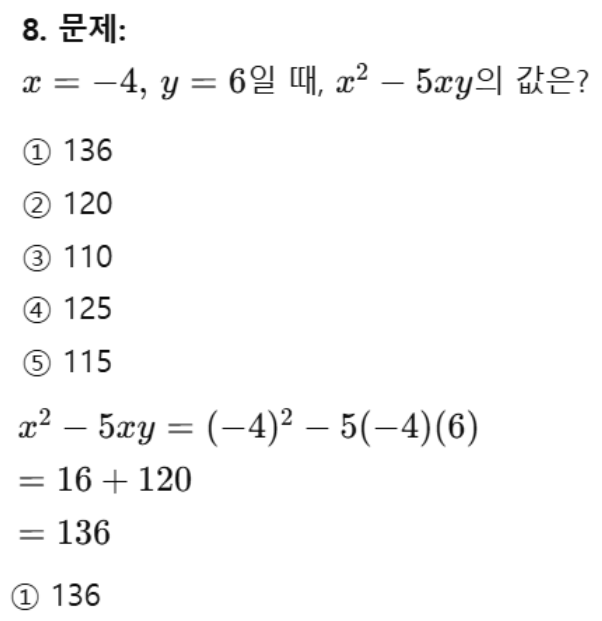 8. 문제:
x = −4, y = 6일 때, x² − 5xy의 값은?
① 136
② 120
③ 110
④ 125
⑤ 115
x² − 5xy = (−4)² − 5(−4)(6)
= 16 + 120
= 136
① 136